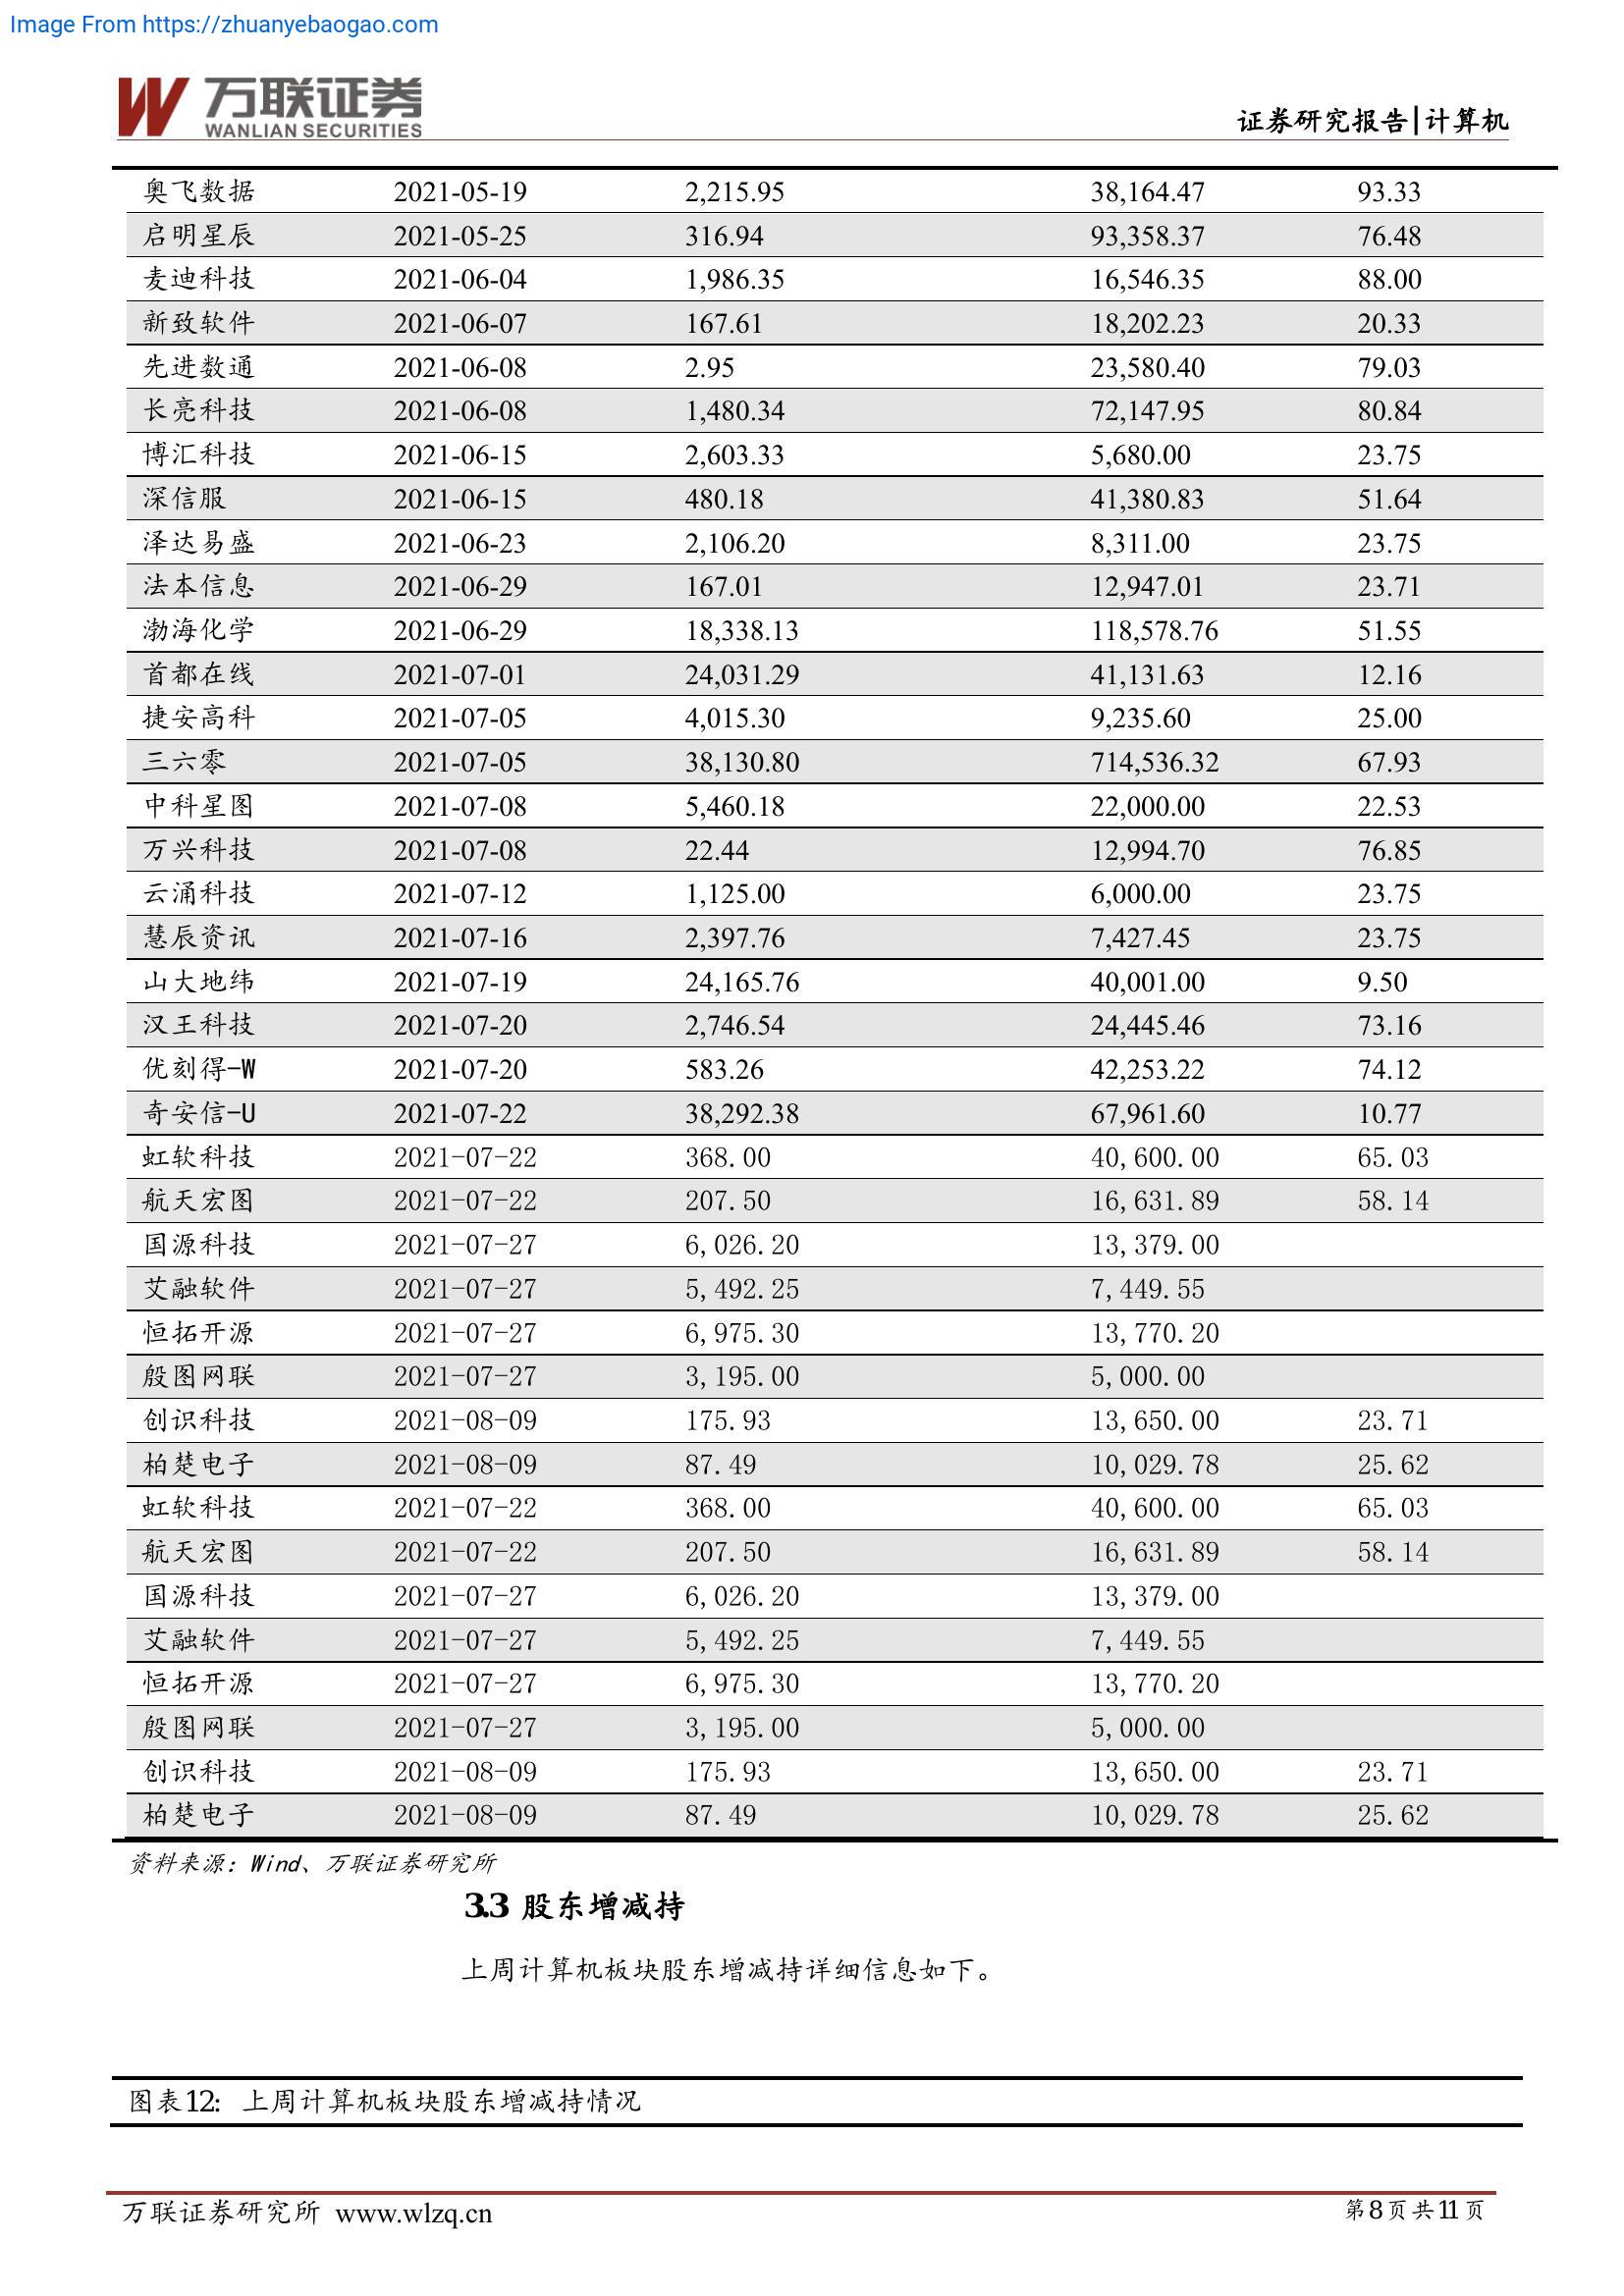 Image From https://zhuanyebaogao.com
万联证券
WANLIAN SECURITIES
证券研究报告|计算机
奥飞数据 2021-05-19 2,215.95 38,164.47 93.33
启明星辰 2021-05-25 316.94 93,358.37 76.48
麦迪科技 2021-06-04 1,986.35 16,546.35 88.00
新致软件 2021-06-07 167.61 18,202.23 20.33
先进数通 2021-06-08 2.95 23,580.40 79.03
长亮科技 2021-06-08 1,480.34 72,147.95 80.84
博汇科技 2021-06-15 2,603.33 5,680.00 23.75
深信服 2021-06-15 480.18 41,380.83 51.64
泽达易盛 2021-06-23 2,106.20 8,311.00 23.75
法本信息 2021-06-29 167.01 12,947.01 23.71
渤海化学 2021-06-29 18,338.13 118,578.76 51.55
首都在线 2021-07-01 24,031.29 41,131.63 12.16
捷安高科 2021-07-05 4,015.30 9,235.60 25.00
三六零 2021-07-05 38,130.80 714,536.32 67.93
中科星图 2021-07-08 5,460.18 22,000.00 22.53
万兴科技 2021-07-08 22.44 12,994.70 76.85
云涌科技 2021-07-12 1,125.00 6,000.00 23.75
慧辰资讯 2021-07-16 2,397.76 7,427.45 23.75
山大地纬 2021-07-19 24,165.76 40,001.00 9.50
汉王科技 2021-07-20 2,746.54 24,445.46 73.16
优刻得-W 2021-07-20 583.26 42,253.22 74.12
奇安信-U 2021-07-22 38,292.38 67,961.60 10.77
虹软科技 2021-07-22 368.00 40,600.00 65.03
航天宏图 2021-07-22 207.50 16,631.89 58.14
国源科技 2021-07-27 6,026.20 13,379.00
艾融软件 2021-07-27 5,492.25 7,449.55
恒拓开源 2021-07-27 6,975.30 13,770.20
殷图网联 2021-07-27 3,195.00 5,000.00
创识科技 2021-08-09 175.93 13,650.00 23.71
柏楚电子 2021-08-09 87.49 10,029.78 25.62
虹软科技 2021-07-22 368.00 40,600.00 65.03
航天宏图 2021-07-22 207.50 16,631.89 58.14
国源科技 2021-07-27 6,026.20 13,379.00
艾融软件 2021-07-27 5,492.25 7,449.55
恒拓开源 2021-07-27 6,975.30 13,770.20
殷图网联 2021-07-27 3,195.00 5,000.00
创识科技 2021-08-09 175.93 13,650.00 23.71
柏楚电子 2021-08-09 87.49 10,029.78 25.62
资料来源：Wind、万联证券研究所
3.3 股东增减持
上周计算机板块股东增减持详细信息如下。
图表12: 上周计算机板块股东增减持情况
万联证券研究所 www.wlzq.cn
第8页共11页